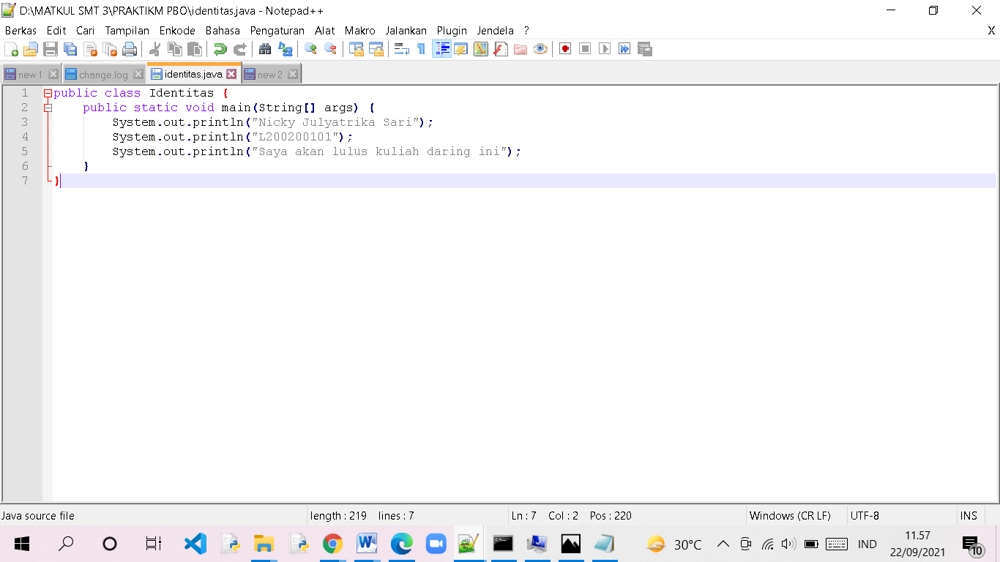 D:\MATKUL SMT 3\PRAKTIKM PBO\identitas.java - Notepad++
Berkas Edit Cari Tampilan Enkode Bahasa Pengaturan Alat Makro Jalankan Plugin Jendela ? X
new 1 change.log identitas.java new 2
1 public class Identitas {
2 public static void main(String[] args) {
3 System.out.println("Nicky Julyatrika Sari");
4 System.out.println("L200200101");
5 System.out.println("Saya akan lulus kuliah daring ini");
6 }
7 }
Java source file length : 219 lines : 7 Ln : 7 Col : 2 Pos : 220 Windows (CR LF) UTF-8 INS
30°C IND 11.57
22/09/2021 10